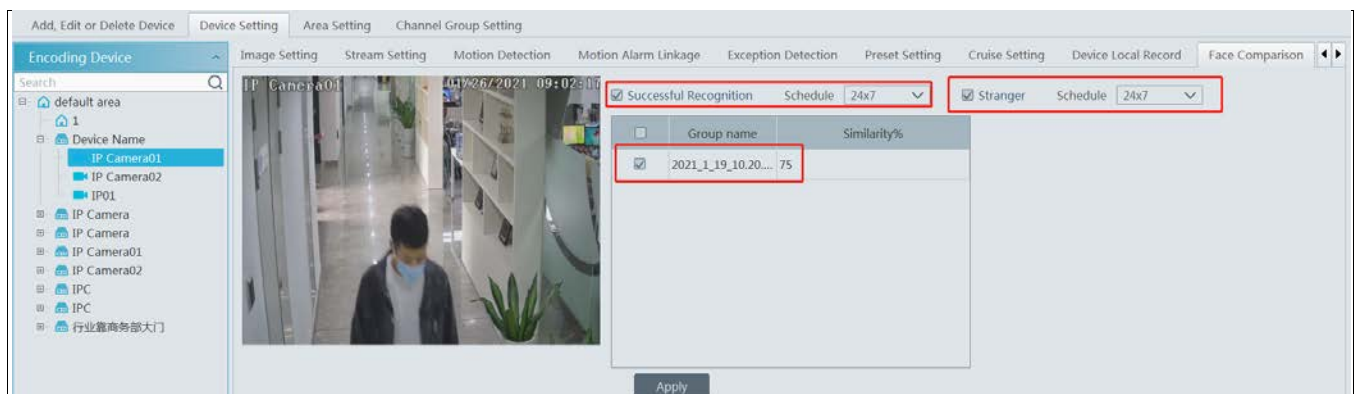 Add, Edit or Delete Device Device Setting Area Setting Channel Group Setting
Encoding Device
Image Setting Stream Setting Motion Detection Motion Alarm Linkage Exception Detection Preset Setting Cruise Setting Device Local Record Face Comparison
Search
default area
1
Device Name
IP Camera01
IP Camera02
IP01
IP Camera
IP Camera
IP Camera01
IP Camera02
IPC
IPC
行业靠商务部大门
IP Camera01 01/26/2021 09:02:17
Successful Recognition Schedule 24x7
Stranger Schedule 24x7
Group name Similarity%
2021_1_19_10.20.... 75
Apply